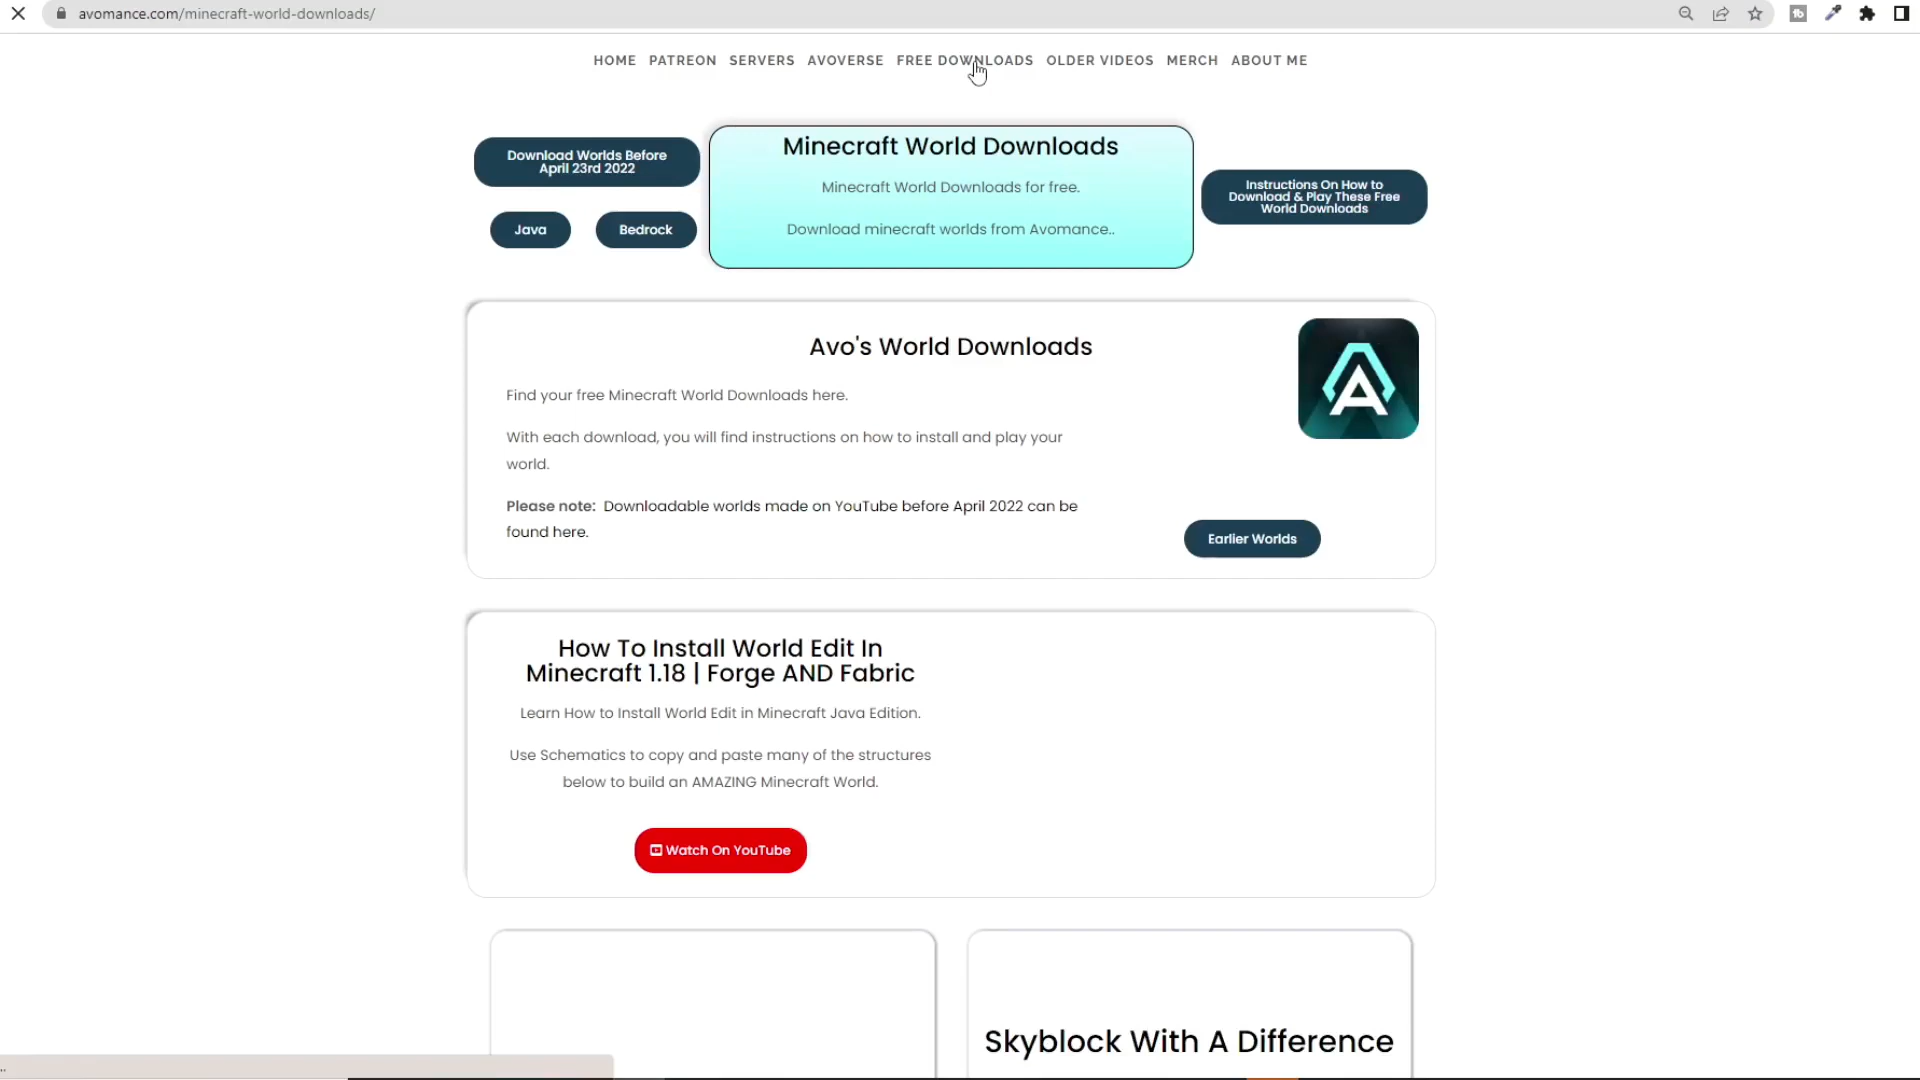 avomance.com/minecraft-world-downloads/
HOME PATREON SERVERS AVOVERSE FREE DOWNLOADS OLDER VIDEOS MERCH ABOUT ME
Download Worlds Before
April 23rd 2022
Java
Bedrock
Minecraft World Downloads
Minecraft World Downloads for free.
Download minecraft worlds from Avomance..
Instructions On How to
Download & Play These Free
World Downloads
Avo's World Downloads
Find your free Minecraft World Downloads here.
With each download, you will find instructions on how to install and play your
world.
Please note: Downloadable worlds made on YouTube before April 2022 can be
found here.
Earlier Worlds
How To Install World Edit In
Minecraft 1.18 | Forge AND Fabric
Learn How to Install World Edit in Minecraft Java Edition.
Use Schematics to copy and paste many of the structures
below to build an AMAZING Minecraft World.
Watch On YouTube
Skyblock With A Difference